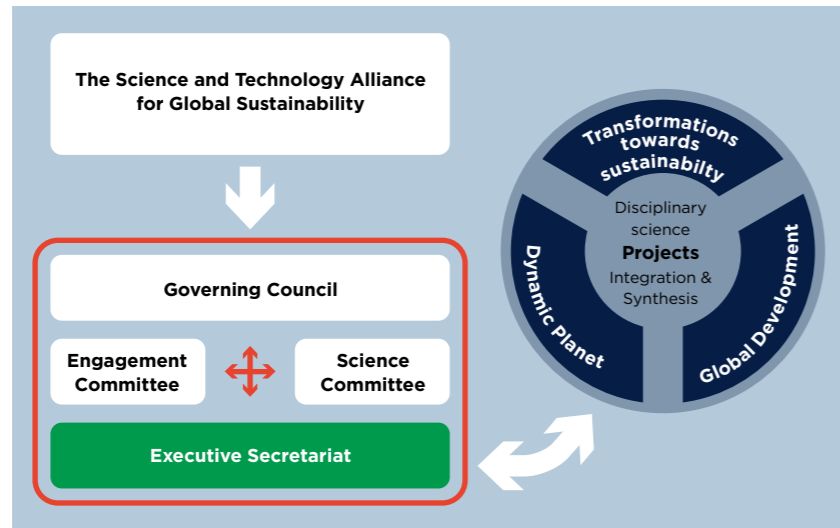 The Science and Technology Alliance
for Global Sustainability
Governing Council
Engagement
Committee
Science
Committee
Executive Secretariat
Transformations
towards
sustainabilty
Disciplinary
science
Projects
Integration &
Synthesis
Dynamic Planet
Global Development